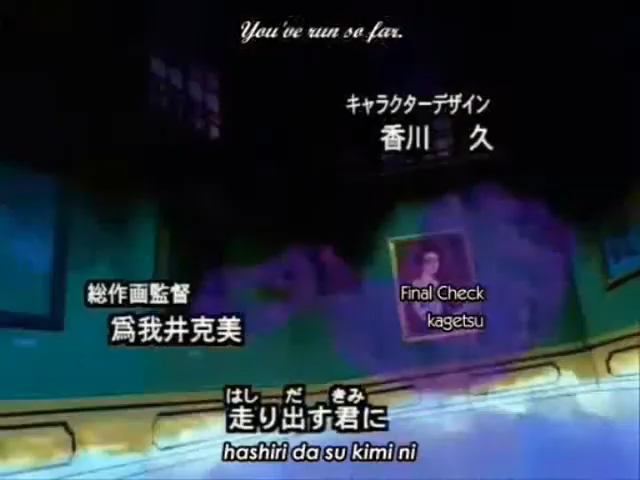 You've run so far.
キャラクターデザイン
香川 久
総作画監督
爲我井克美
Final Check
kagetsu
はし だ きみ
走り出す君に
hashiri da su kimi ni